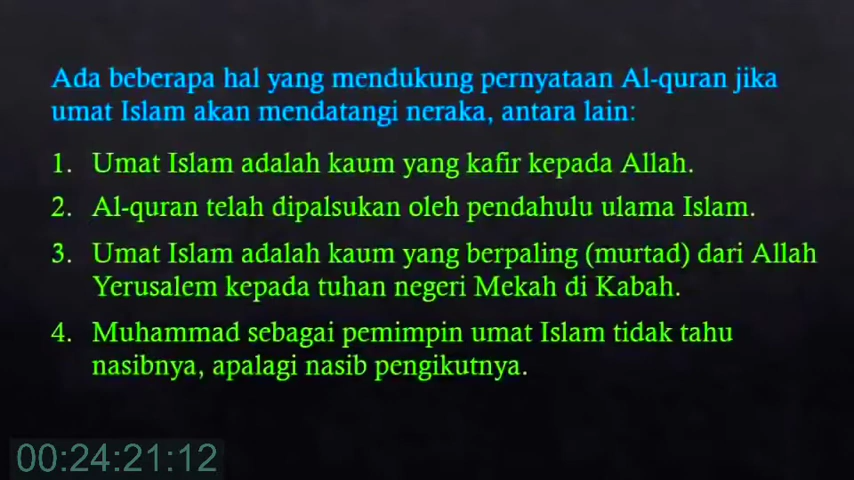 Ada beberapa hal yang mendukung pernyataan Al-quran jika
umat Islam akan mendatangi neraka, antara lain:
1. Umat Islam adalah kaum yang kafir kepada Allah.
2. Al-quran telah dipalsukan oleh pendahulu ulama Islam.
3. Umat Islam adalah kaum yang berpaling (murtad) dari Allah
Yerusalem kepada tuhan negeri Mekah di Kabah.
4. Muhammad sebagai pemimpin umat Islam tidak tahu
nasibnya, apalagi nasib pengikutnya.
00:24:21:12